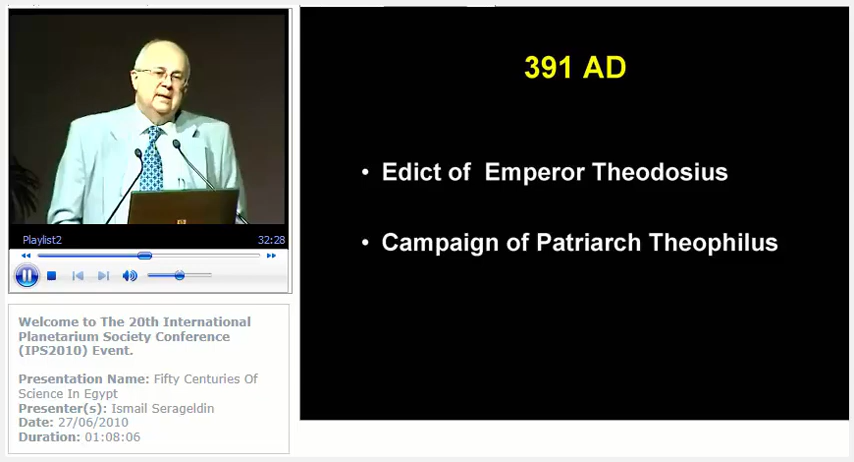 391 AD
• Edict of Emperor Theodosius
• Campaign of Patriarch Theophilus
Playlist2
32:28
Welcome to The 20th International
Planetarium Society Conference
(IPS2010) Event.
Presentation Name: Fifty Centuries Of
Science In Egypt
Presenter(s): Ismail Serageldin
Date: 27/06/2010
Duration: 01:08:06